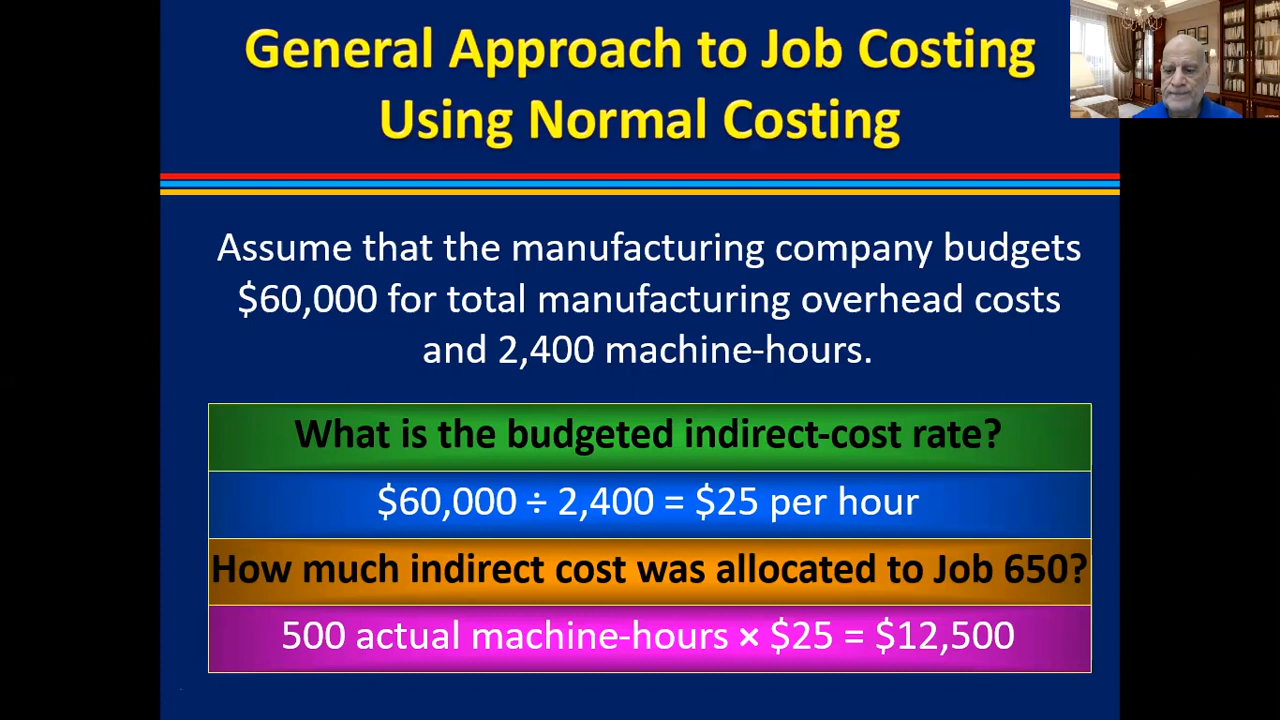 General Approach to Job Costing
Using Normal Costing
Assume that the manufacturing company budgets
$60,000 for total manufacturing overhead costs
and 2,400 machine-hours.
What is the budgeted indirect-cost rate?
$60,000 ÷ 2,400 = $25 per hour
How much indirect cost was allocated to Job 650?
500 actual machine-hours × $25 = $12,500